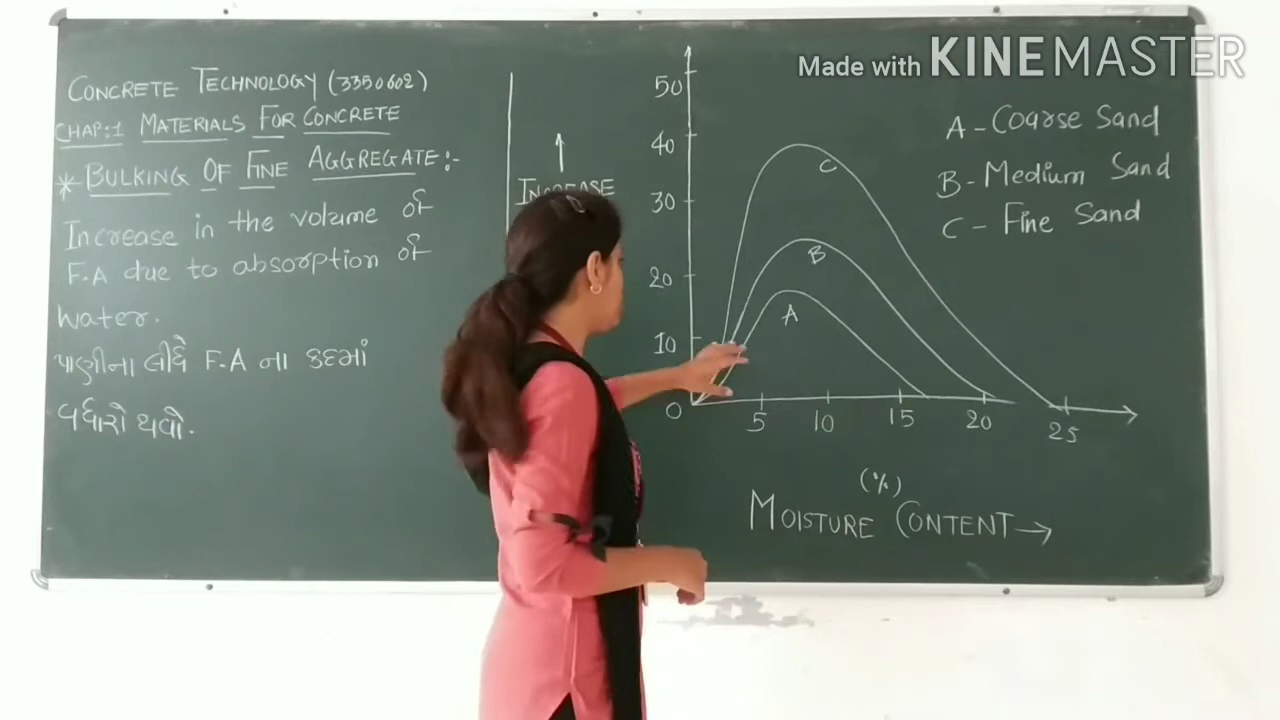 Made with KINEMASTER
CONCRETE TECHNOLOGY (3350602)
CHAP:1 MATERIALS FOR CONCRETE
* BULKING OF FINE AGGREGATE:-
Increase in the volume of
F.A due to absorption of
water.
પાણીના લીધે F.A ના કદમાં
વધારો થવો.
INCREASE
50
40
30
20
10
0
5 10 15 20 25
A
B
C
A - Coarse Sand
B - Medium Sand
C - Fine Sand
(%)
MOISTURE CONTENT→